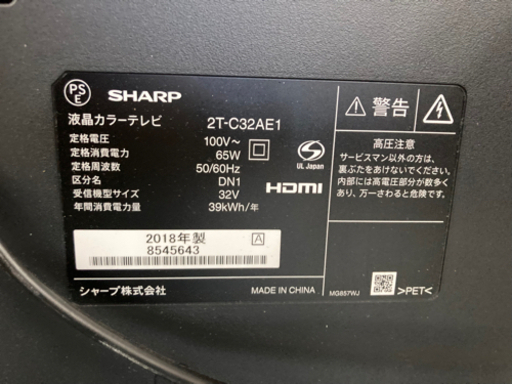 PS
E
SHARP
液晶カラーテレビ 2T-C32AE1
定格電圧 100V~
定格消費電力 65W
定格周波数 50/60Hz
区分名 DN1
受信機型サイズ 32V
年間消費電力量 39kWh/年
S
UL Japan
HDMI
2018年製 A
8545643
シャープ株式会社 MADE IN CHINA
警告
高圧注意
サービスマン以外の方は、
裏ぶたをあけないでください。
内部には高電圧部分が数多く
あり、万一さわると危険です。
MG857WJ
>PET<